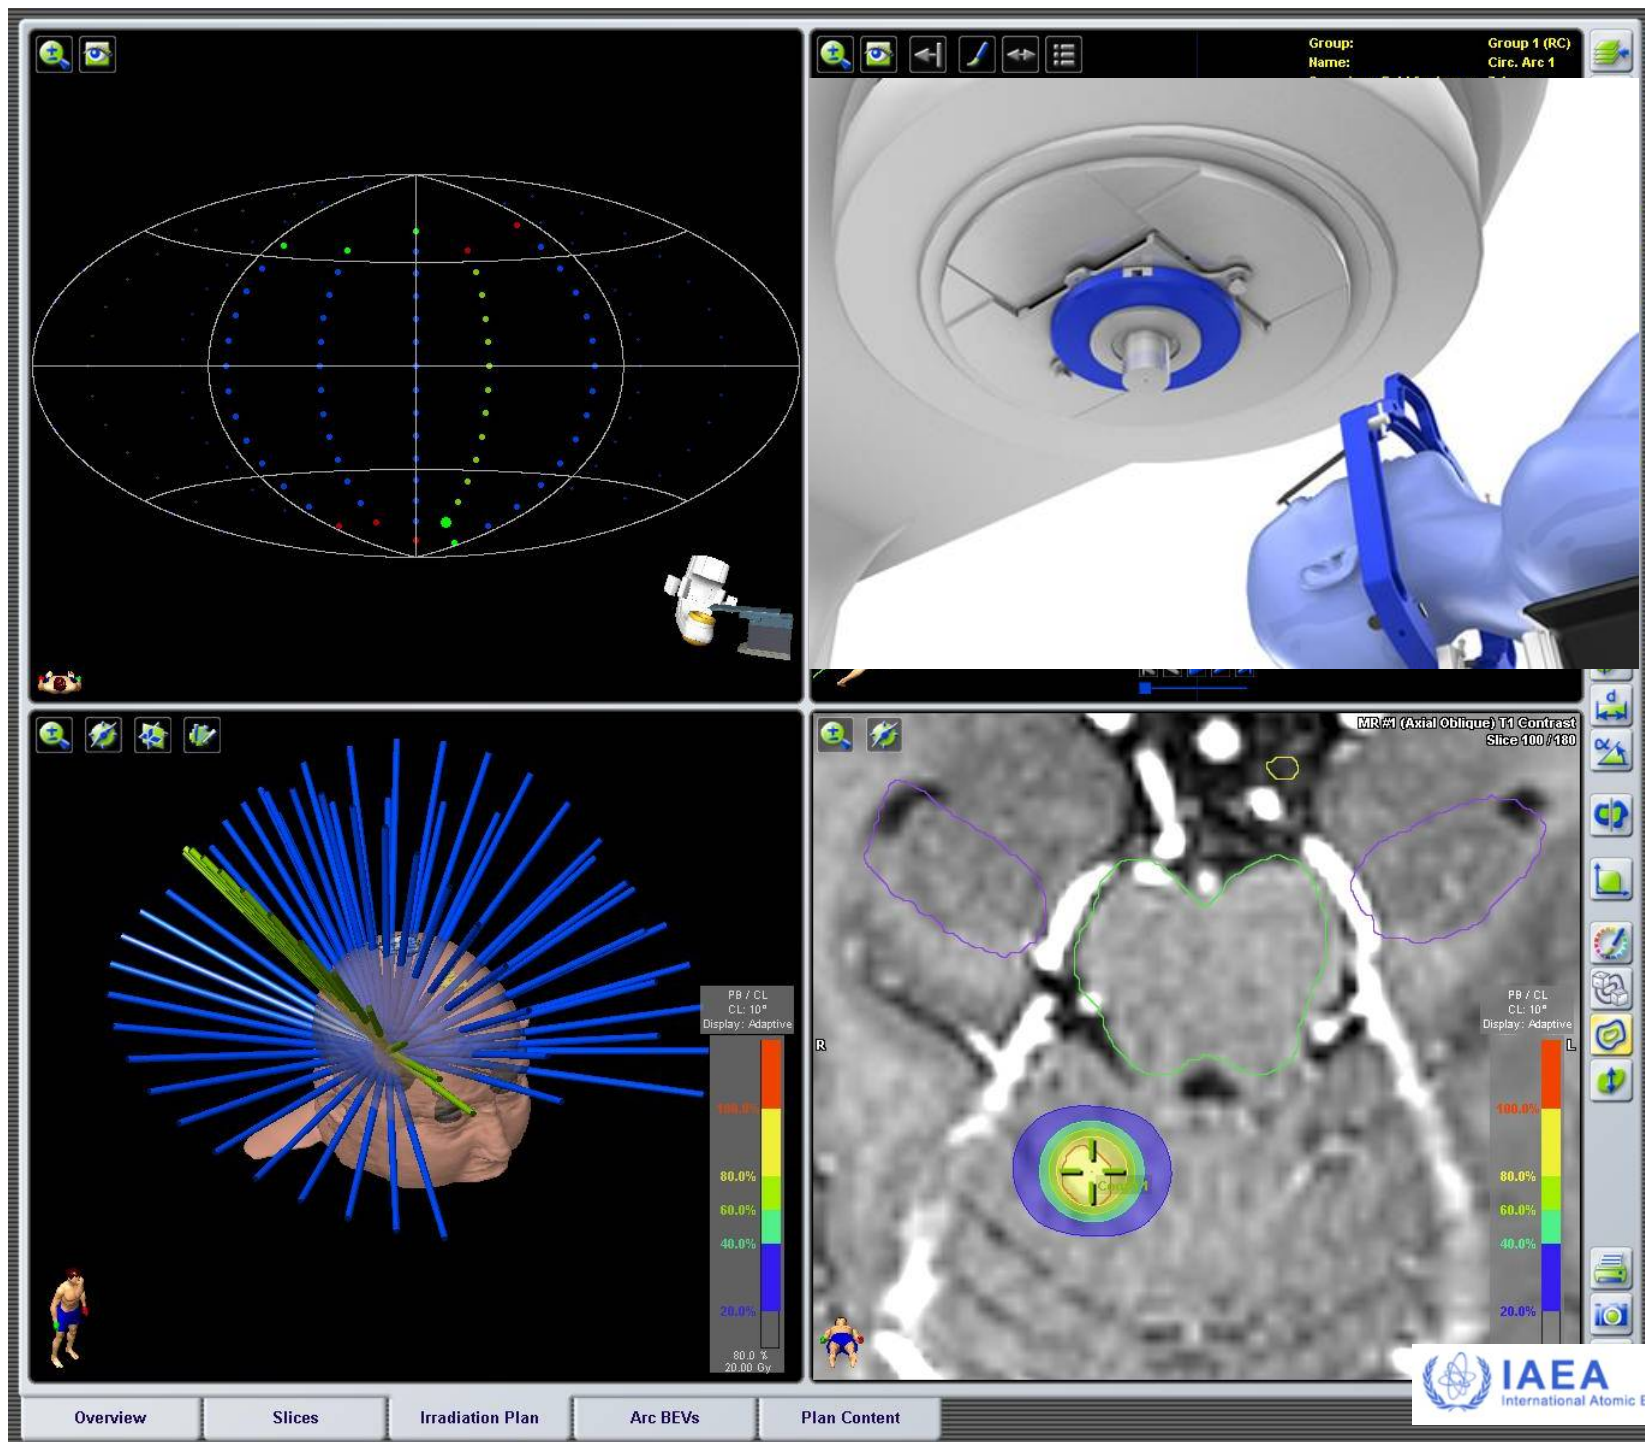 Group: Group 1 (RC)
Name: Circ. Arc 1
d
α
PB / CL
CL: 10°
Display: Adaptive
100.0%
80.0%
60.0%
40.0%
20.0%
80.0 %
20.00 Gy
MR #1 (Axial Oblique) T1 Contrast
Slice 100 / 180
R
L
PB / CL
CL: 10°
Display: Adaptive
100.0%
80.0%
60.0%
40.0%
20.0%
Overview
Slices
Irradiation Plan
Arc BEVs
Plan Content
IAEA
International Atomic